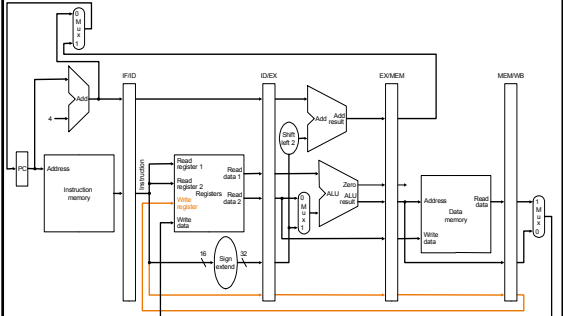 0
M
u
x
1
IF/ID
ID/EX
EX/MEM
MEM/WB
Add
4
Add
Add
result
Shift
left 2
PC
Address
Instruction
memory
Instruction
Read
register 1
Read
register 2
Registers
Write
register
Write
data
Read
data 1
Read
data 2
0
M
u
x
1
Zero
ALU
ALU
result
Address
Data
memory
Write
data
Read
data
1
M
u
x
0
16
Sign
extend
32